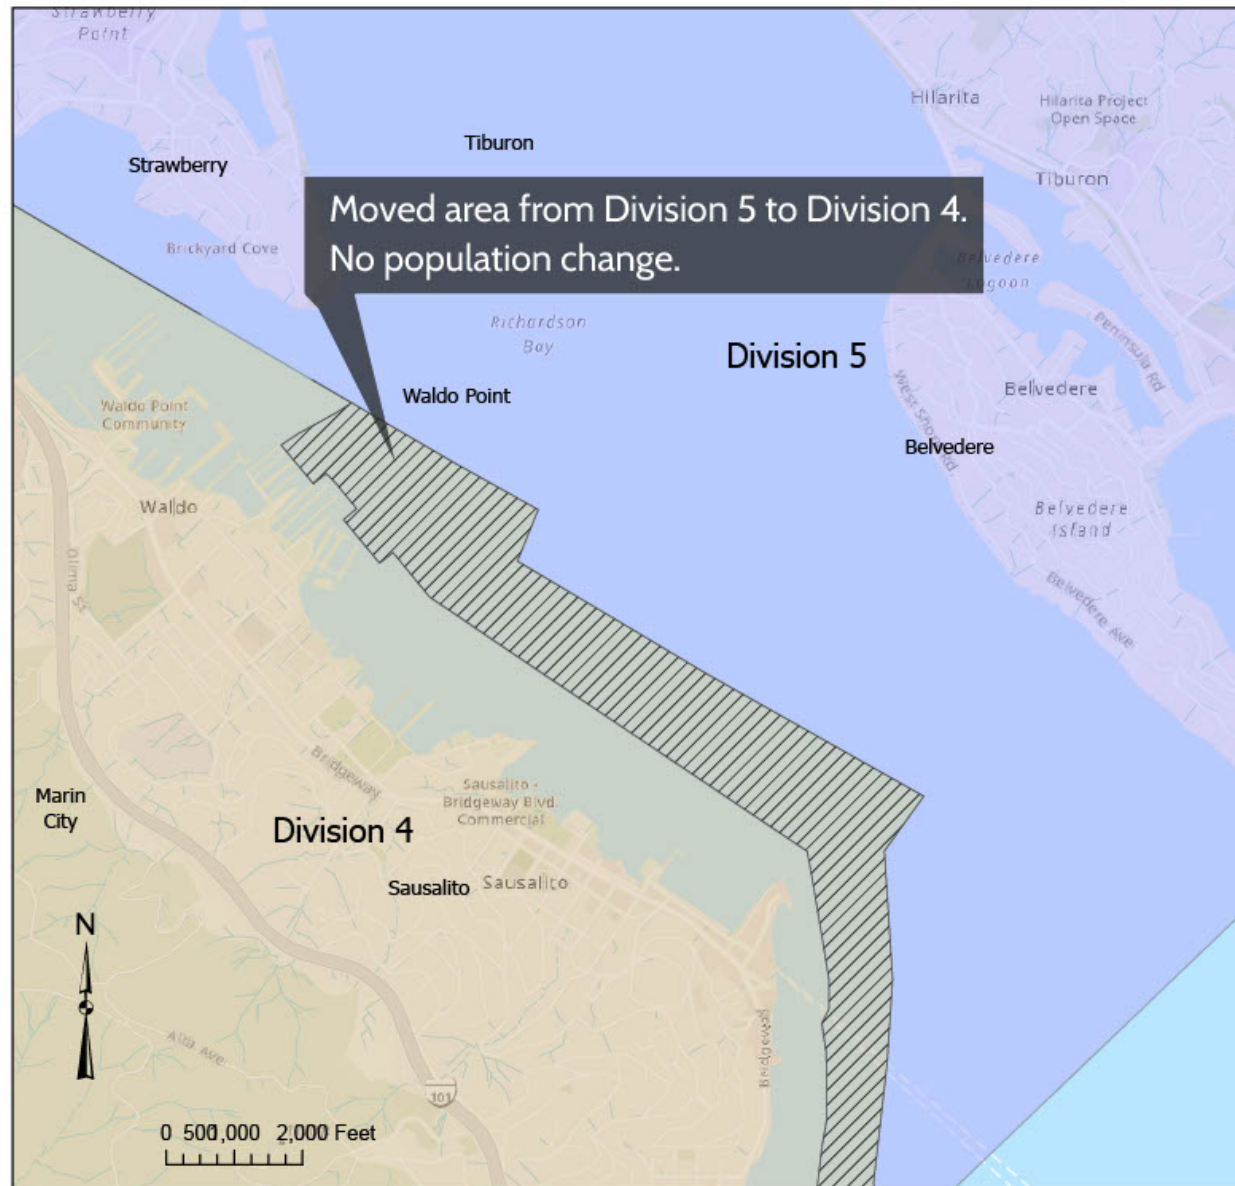 Strawberry
Point
Hilarita
Hilarita Project
Open Space
Tiburon
Strawberry
Tiburon
Moved area from Division 5 to Division 4.
No population change.
Brickyard Cove
Belvedere
Lagoon
Richardson
Bay
Peninsula Rd
Division 5
West Shore Rd
Belvedere
Waldo Point
Waldo Point
Community
Belvedere
Waldo
Belvedere
Island
Olima St
Belvedere Ave
Bridgeway
Sausalito -
Bridgeway Blvd.
Commercial
Marin
City
Division 4
Sausalito
Sausalito
N
Alta Ave
Bridgeway
101
0 500 1,000 2,000 Feet